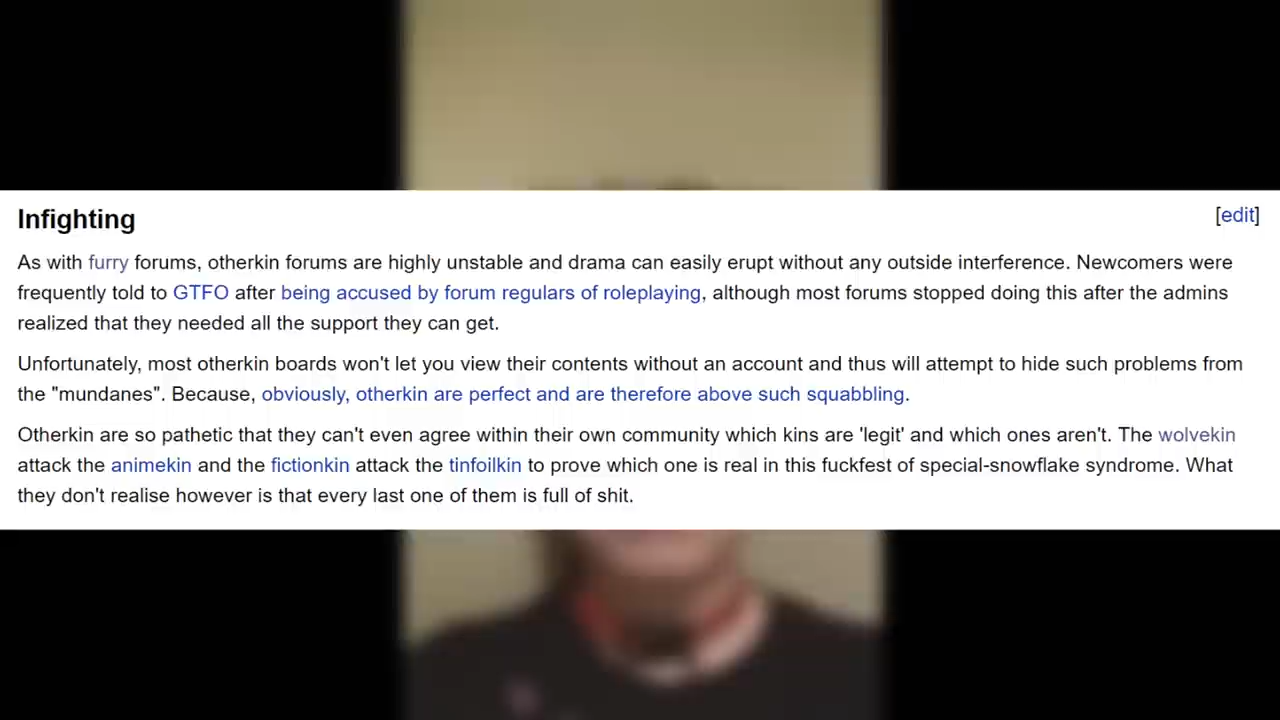 Infighting [edit]
As with furry forums, otherkin forums are highly unstable and drama can easily erupt without any outside interference. Newcomers were
frequently told to GTFO after being accused by forum regulars of roleplaying, although most forums stopped doing this after the admins
realized that they needed all the support they can get.
Unfortunately, most otherkin boards won't let you view their contents without an account and thus will attempt to hide such problems from
the "mundanes". Because, obviously, otherkin are perfect and are therefore above such squabbling.
Otherkin are so pathetic that they can't even agree within their own community which kins are 'legit' and which ones aren't. The wolvekin
attack the animekin and the fictionkin attack the tinfoilkin to prove which one is real in this fuckfest of special-snowflake syndrome. What
they don't realise however is that every last one of them is full of shit.